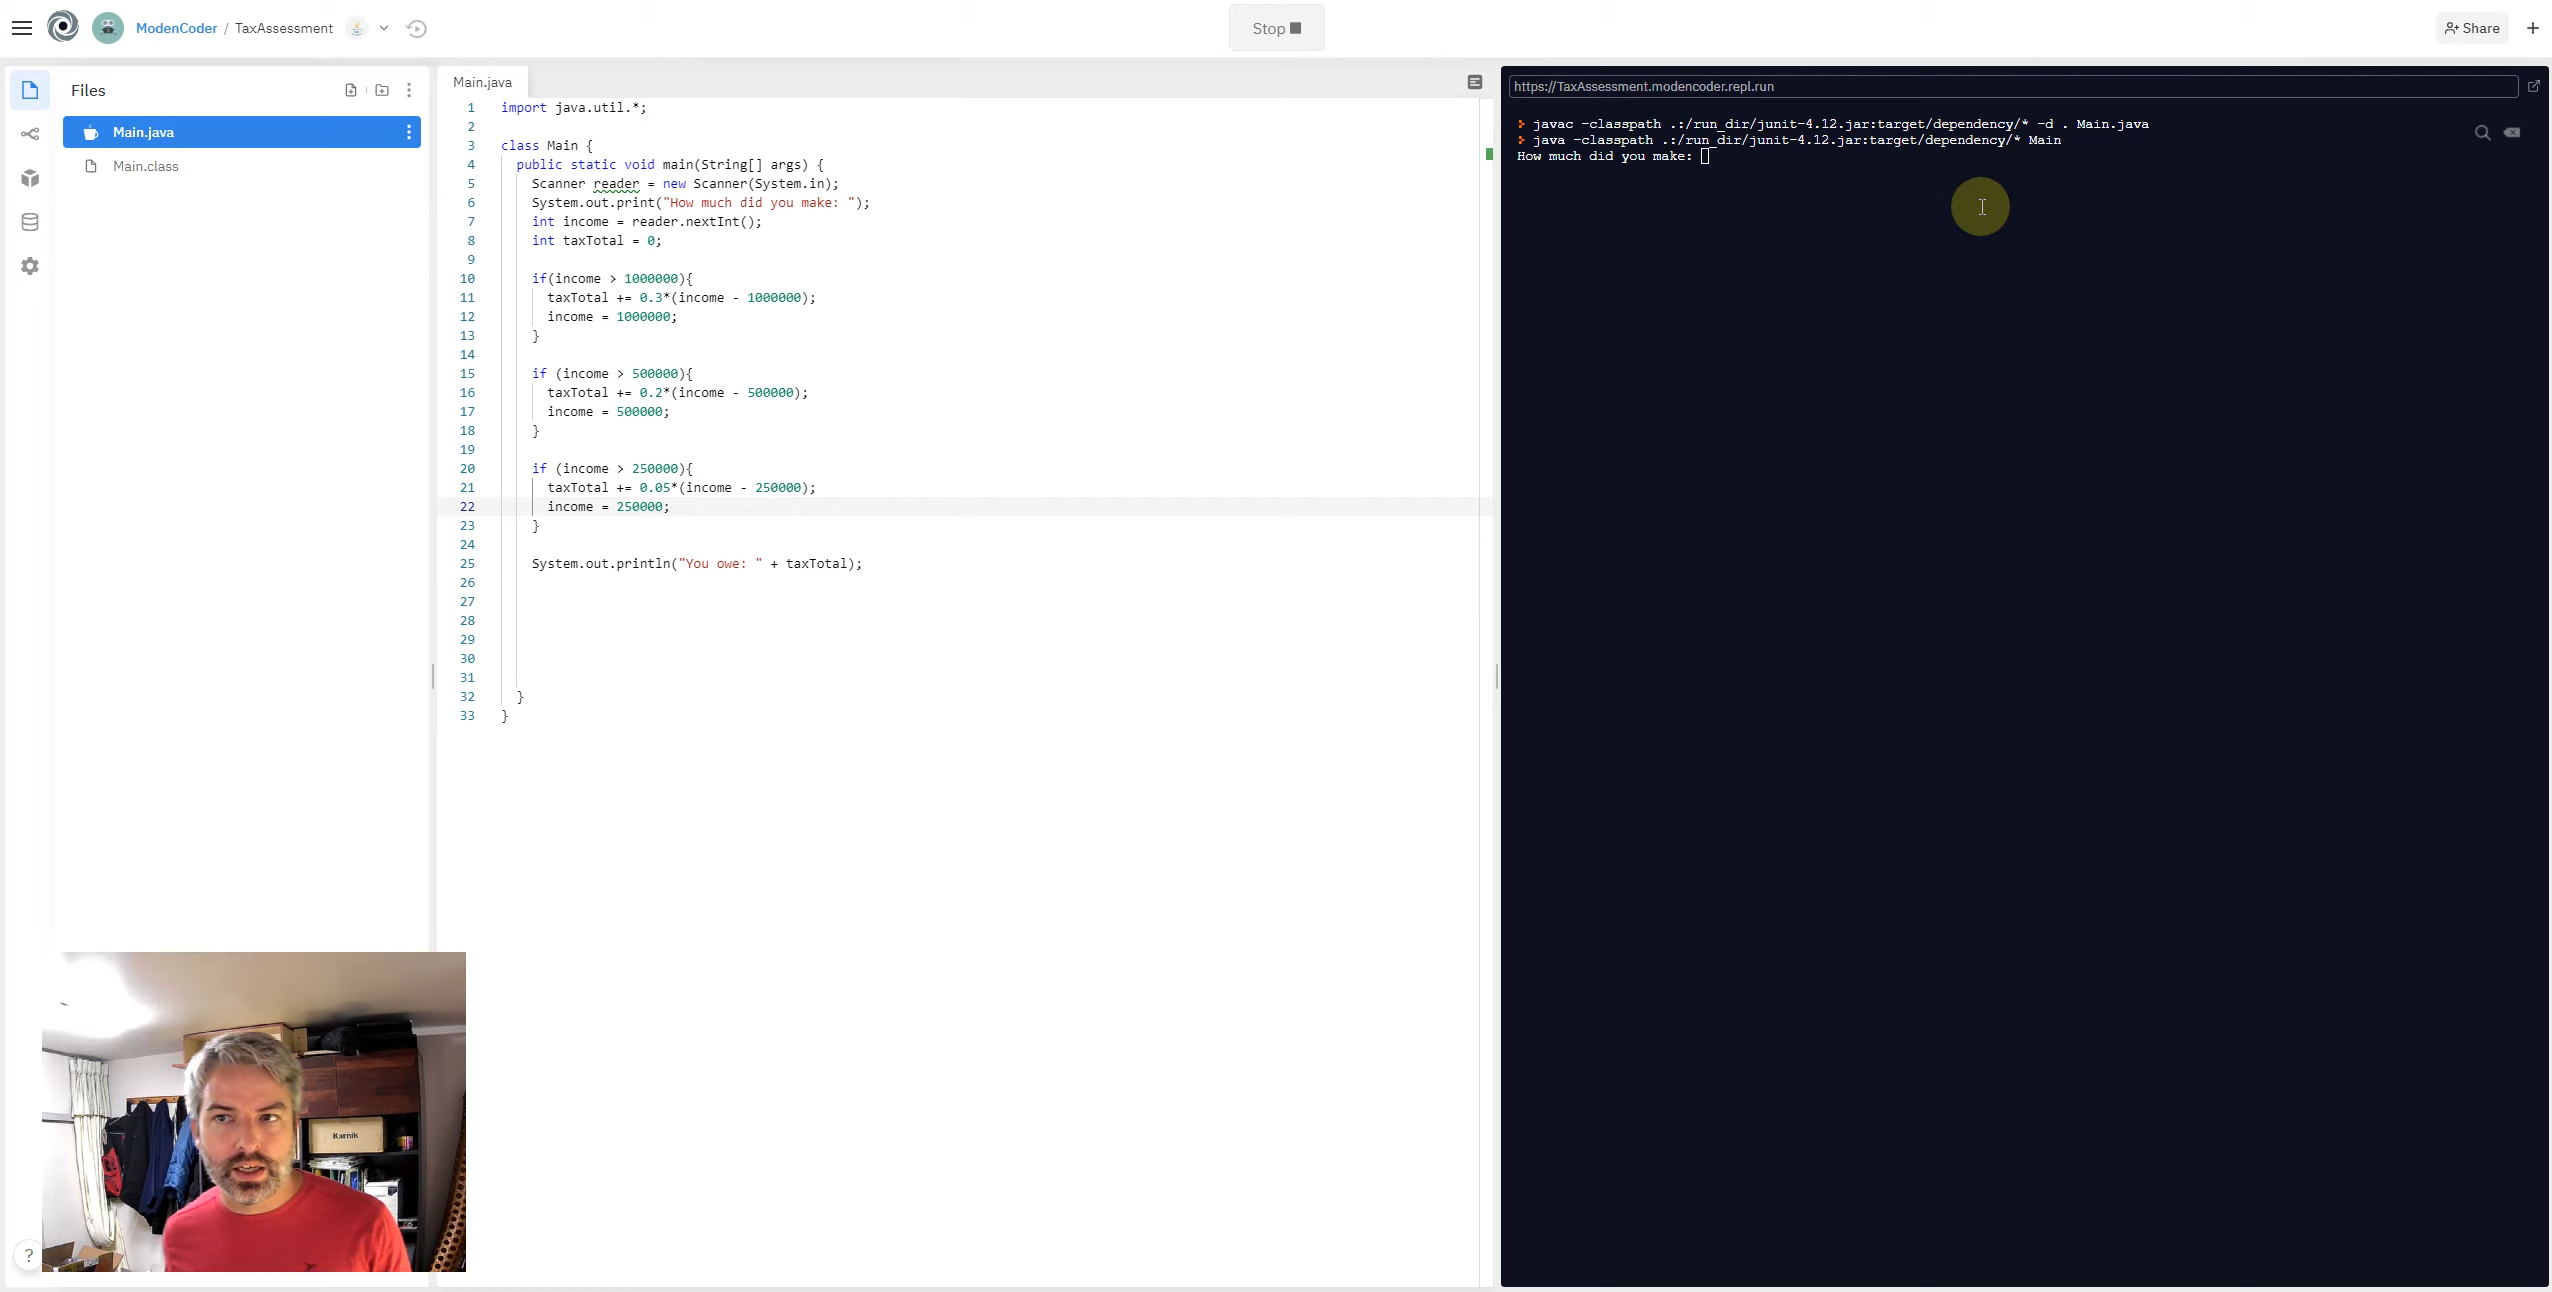 ModenCoder / TaxAssessment
Stop
Share
Files
Main.java
Main.class
Main.java
1 import java.util.*;
2
3 class Main {
4 public static void main(String[] args) {
5 Scanner reader = new Scanner(System.in);
6 System.out.print("How much did you make: ");
7 int income = reader.nextInt();
8 int taxTotal = 0;
9
10 if(income > 1000000){
11 taxTotal += 0.3*(income - 1000000);
12 income = 1000000;
13 }
14
15 if (income > 500000){
16 taxTotal += 0.2*(income - 500000);
17 income = 500000;
18 }
19
20 if (income > 250000){
21 taxTotal += 0.05*(income - 250000);
22 income = 250000;
23 }
24
25 System.out.println("You owe: " + taxTotal);
26
27
28
29
30
31
32 }
33 }
https://TaxAssessment.modencoder.repl.run
javac -classpath .:/run_dir/junit-4.12.jar:target/dependency/* -d . Main.java
java -classpath .:/run_dir/junit-4.12.jar:target/dependency/* Main
How much did you make:
Karnik
?